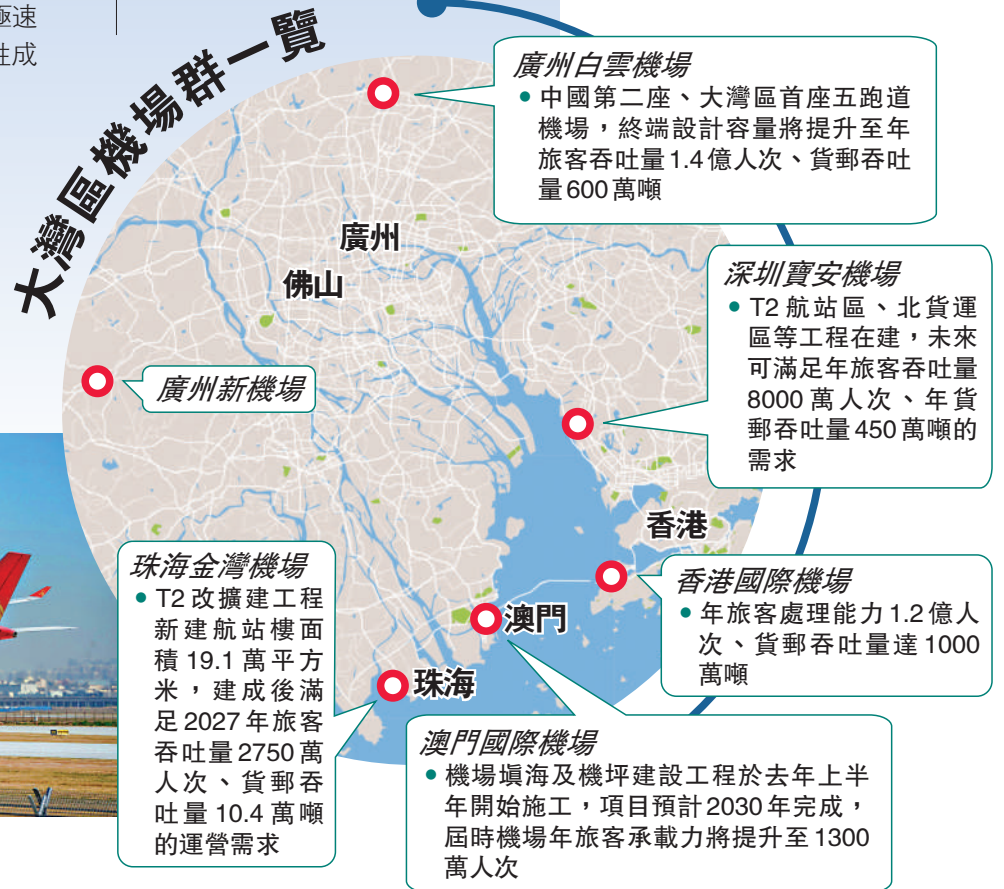 極速
性成
大灣區機場群一覽
廣州白雲機場
• 中國第二座、大灣區首座五跑道
機場，終端設計容量將提升至年
旅客吞吐量1.4億人次、貨郵吞吐
量600萬噸
廣州
佛山
深圳寶安機場
• T2航站區、北貨運
區等工程在建，未來
可滿足年旅客吞吐量
8000萬人次、年貨
郵吞吐量450萬噸的
需求
廣州新機場
香港
香港國際機場
• 年旅客處理能力1.2億人
次、貨郵吞吐量達1000
萬噸
珠海金灣機場
• T2改擴建工程
新建航站樓面
積19.1萬平方
米，建成後滿
足2027年旅客
吞吐量2750萬
人次、貨郵吞
吐量10.4萬噸
的運營需求
澳門
珠海
澳門國際機場
• 機場填海及機坪建設工程於去年上半
年開始施工，項目預計2030年完成，
屆時機場年旅客承載力將提升至1300
萬人次